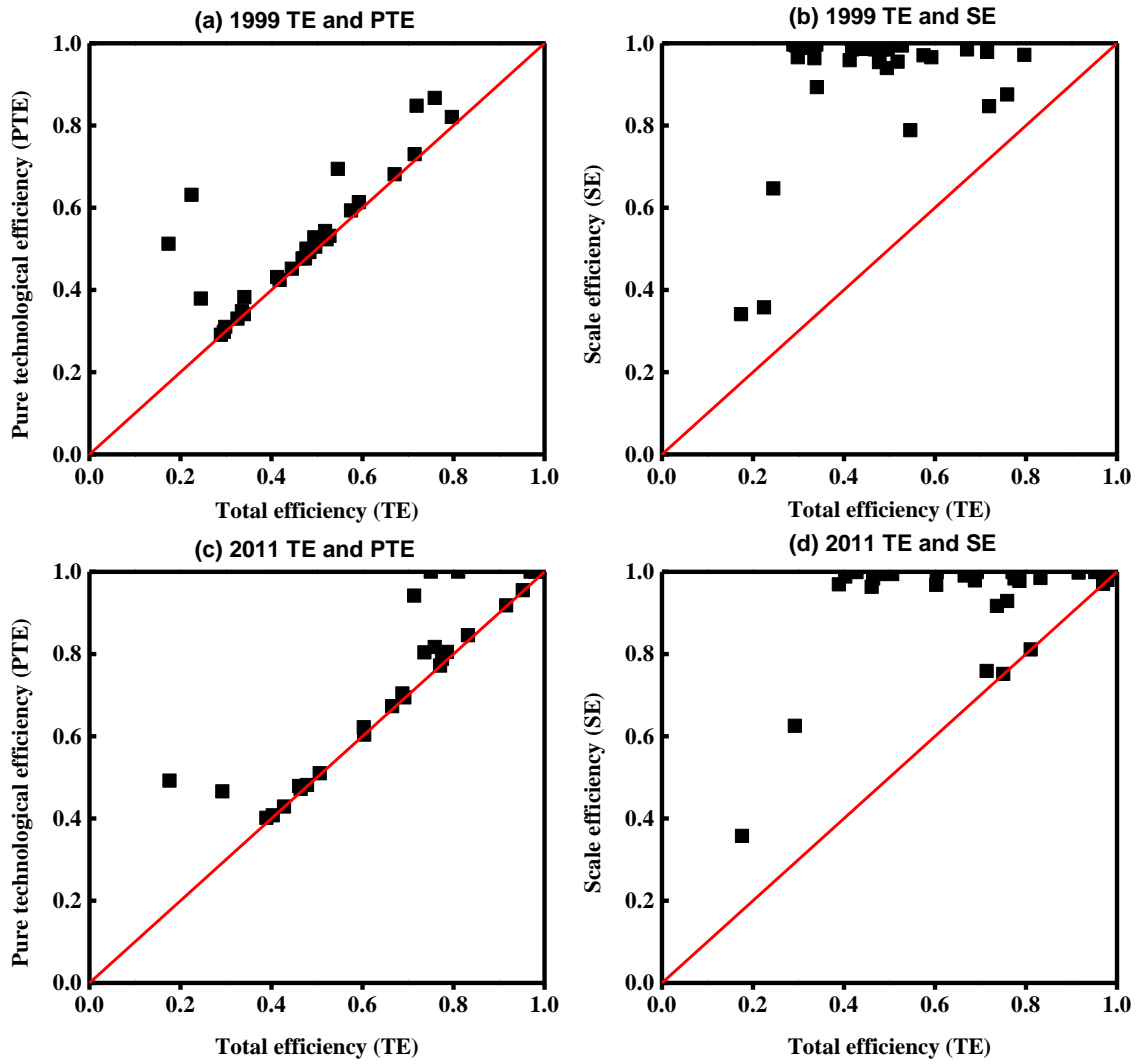 (a) 1999 TE and PTE
1.0
0.8
0.6
0.4
0.2
0.0
Pure technological efficiency (PTE)
0.0 0.2 0.4 0.6 0.8 1.0
Total efficiency (TE)
(b) 1999 TE and SE
1.0
0.8
0.6
0.4
0.2
0.0
Scale efficiency (SE)
0.0 0.2 0.4 0.6 0.8 1.0
Total efficiency (TE)
(c) 2011 TE and PTE
1.0
0.8
0.6
0.4
0.2
0.0
Pure technological efficiency (PTE)
0.0 0.2 0.4 0.6 0.8 1.0
Total efficiency (TE)
(d) 2011 TE and SE
1.0
0.8
0.6
0.4
0.2
0.0
Scale efficiency (SE)
0.0 0.2 0.4 0.6 0.8 1.0
Total efficiency (TE)